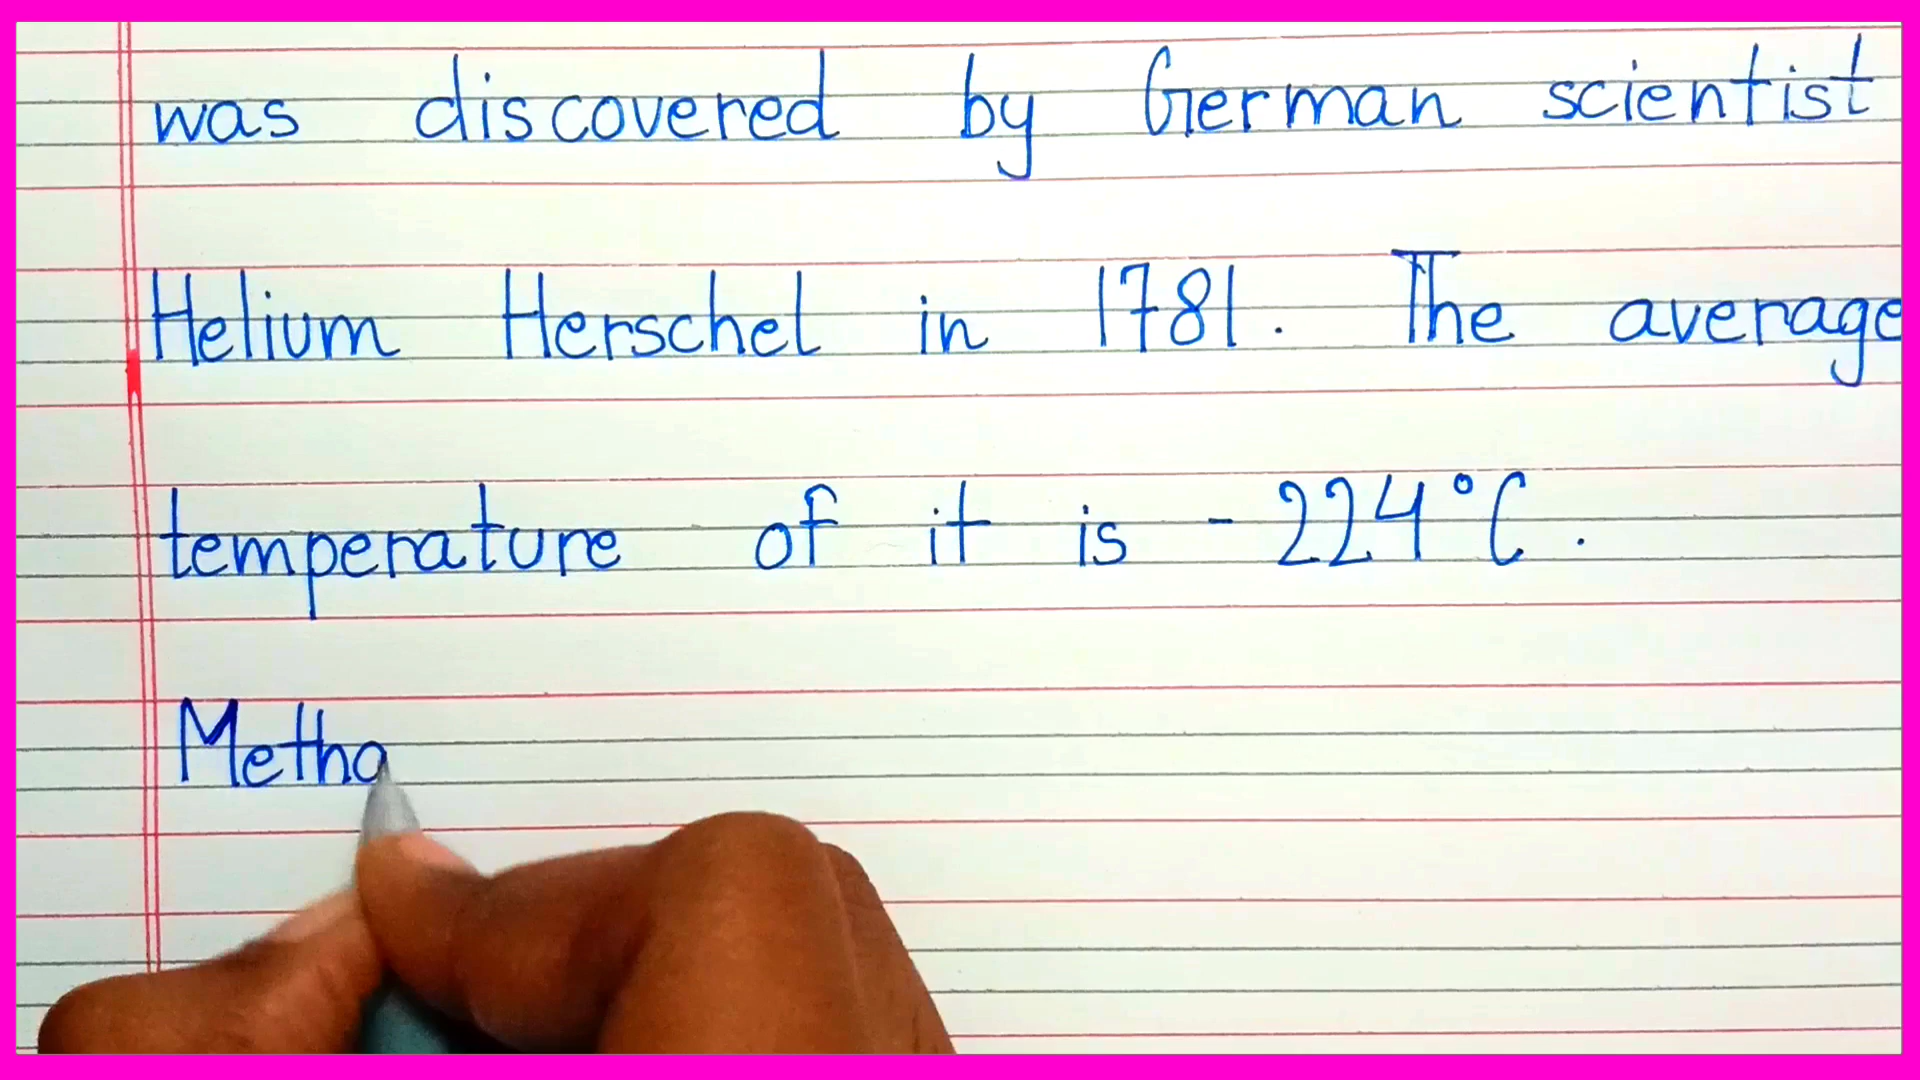 was discovered by German scientist
Helium Herschel in 1781. The average
temperature of it is -224°C.
Metha